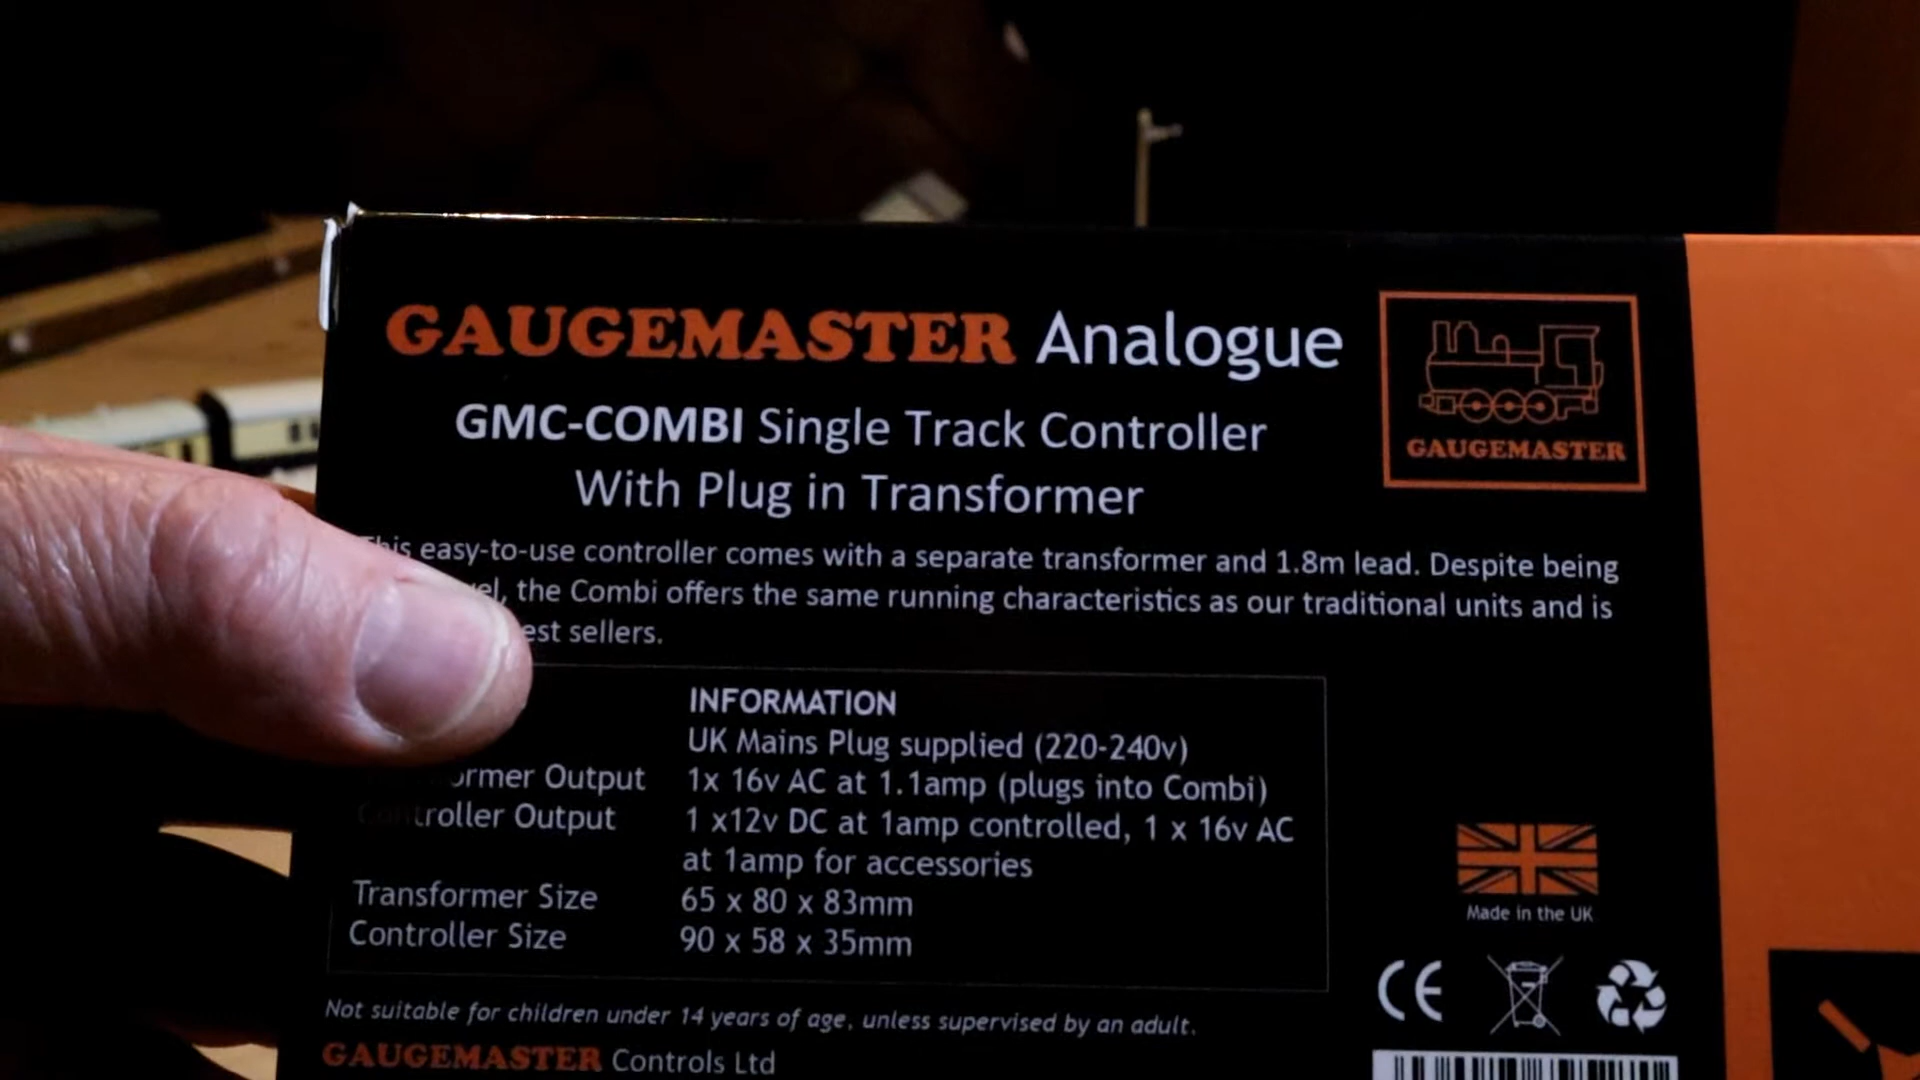 GAUGEMASTER Analogue
GAUGEMASTER
GMC-COMBI Single Track Controller
With Plug in Transformer
This easy-to-use controller comes with a separate transformer and 1.8m lead. Despite being
the Combi offers the same running characteristics as our traditional units and is
sellers.
INFORMATION
UK Mains Plug supplied (220-240v)
Output 1x 16v AC at 1.1amp (plugs into Combi)
Controller Output 1 x12v DC at 1amp controlled, 1 x 16v AC
at 1amp for accessories
Transformer Size 65 x 80 x 83mm
Controller Size 90 x 58 x 35mm
Made in the UK
CE
Not suitable for children under 14 years of age, unless supervised by an adult.
GAUGEMASTER Controls Ltd